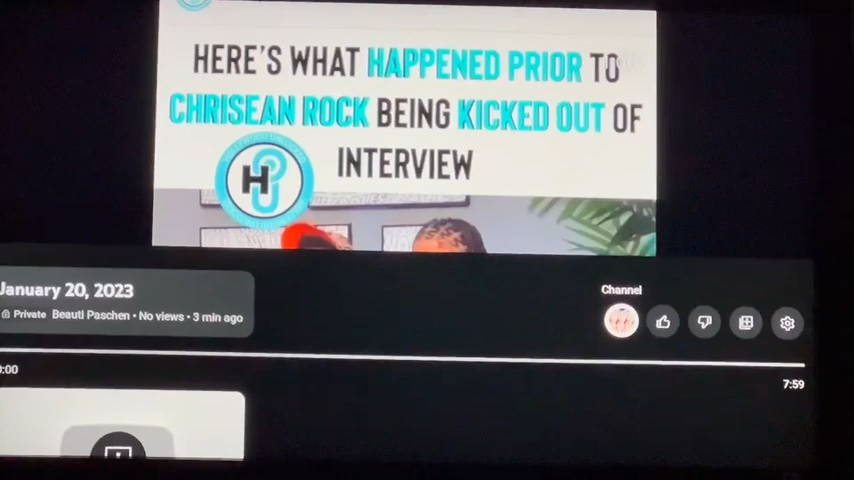 HERE'S WHAT HAPPENED PRIOR TO
CHRISEAN ROCK BEING KICKED OUT OF
INTERVIEW
H
January 20, 2023
Channel
Private Beauti Paschen • No views • 3 min ago
:00
7:59